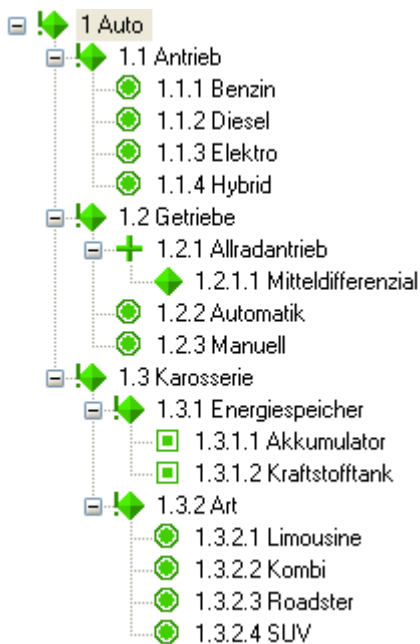 1 Auto
1.1 Antrieb
1.1.1 Benzin
1.1.2 Diesel
1.1.3 Elektro
1.1.4 Hybrid
1.2 Getriebe
1.2.1 Allradantrieb
1.2.1.1 Mitteldifferenzial
1.2.2 Automatik
1.2.3 Manuell
1.3 Karosserie
1.3.1 Energiespeicher
1.3.1.1 Akkumulator
1.3.1.2 Kraftstofftank
1.3.2 Art
1.3.2.1 Limousine
1.3.2.2 Kombi
1.3.2.3 Roadster
1.3.2.4 SUV